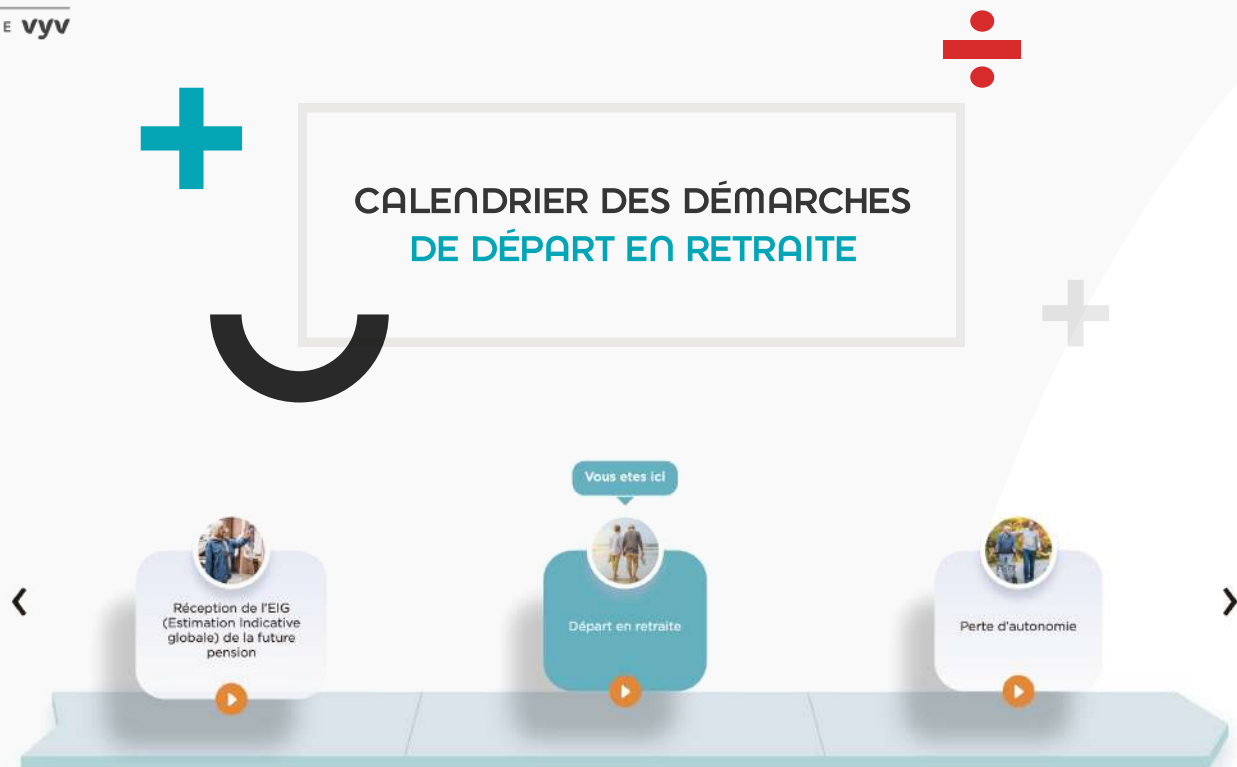 E vyv
CALENDRIER DES DÉMARCHES
DE DÉPART EN RETRAITE
Vous etes ici
Réception de l'EIG
(Estimation Indicative
globale) de la future
pension
Départ en retraite
Perte d'autonomie